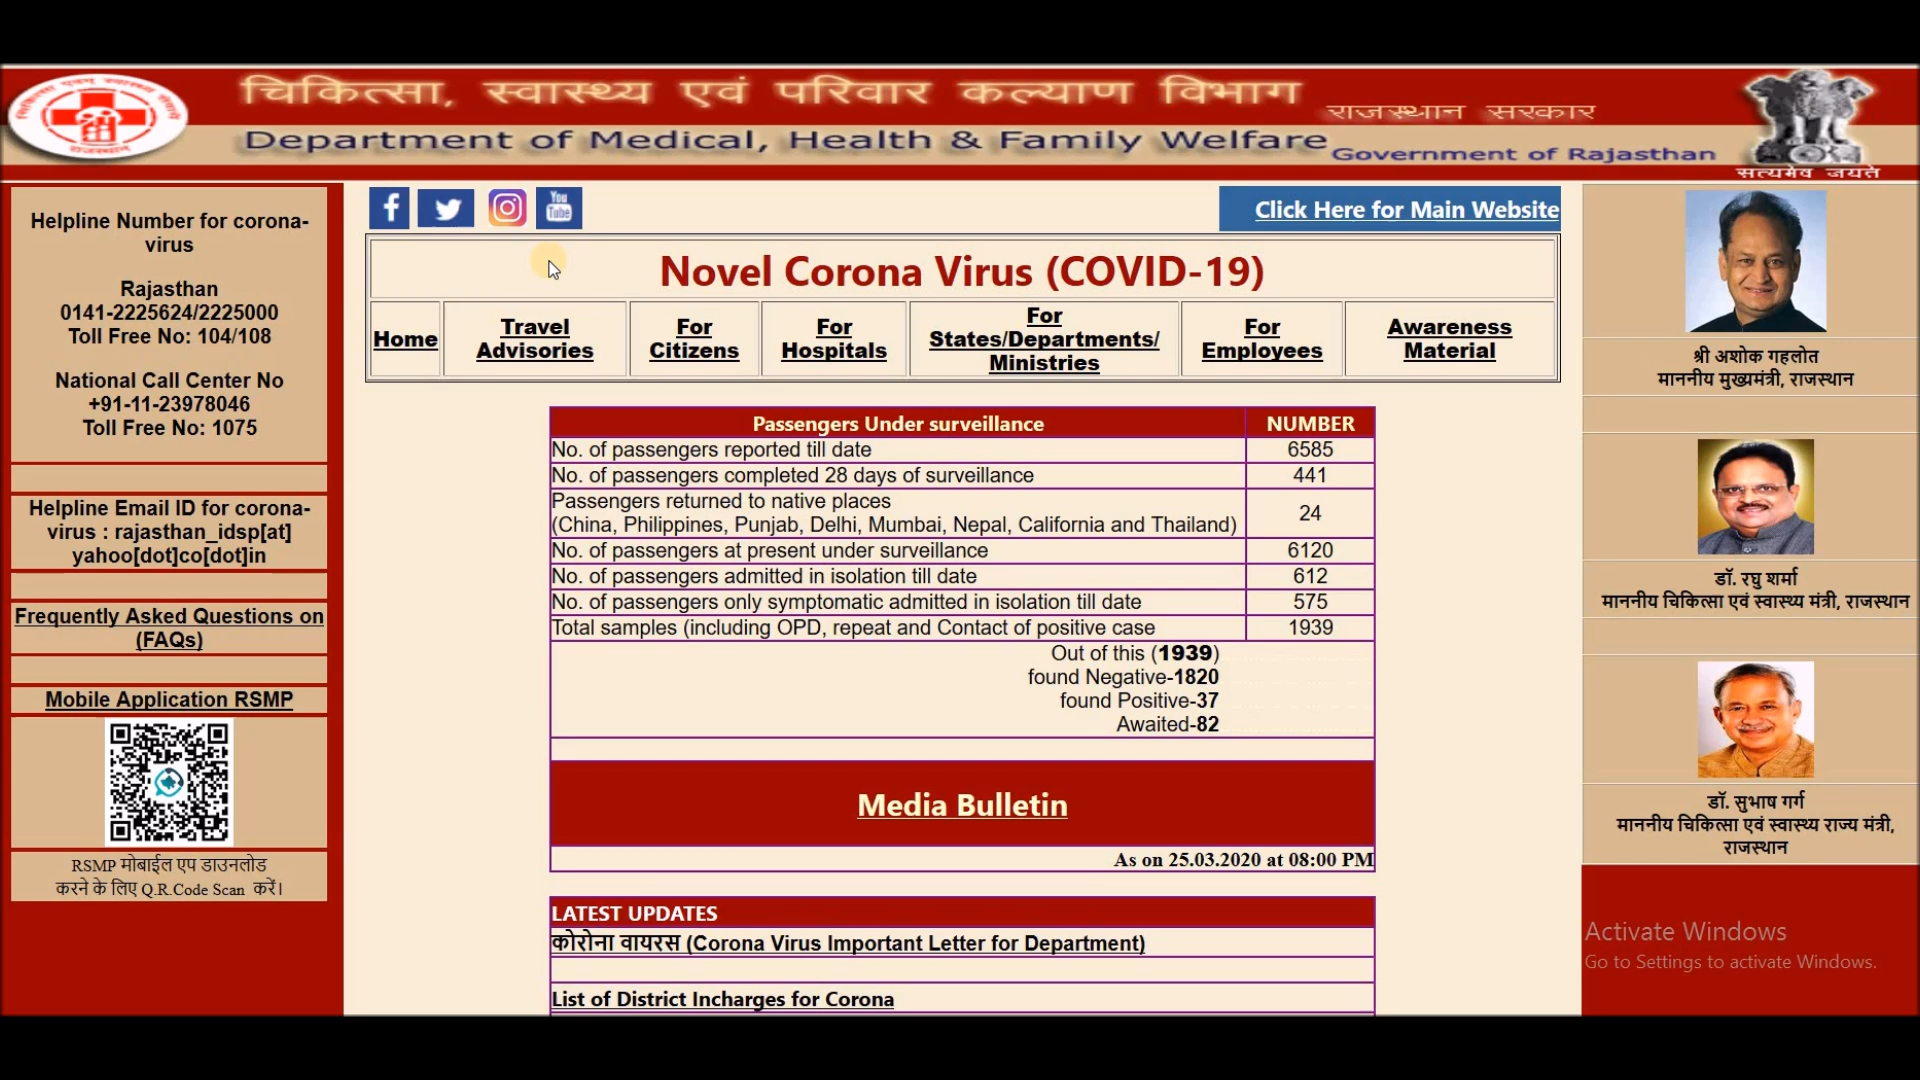 चिकित्सा, स्वास्थ्य एवं परिवार कल्याण विभाग
राजस्थान सरकार
Department of Medical, Health & Family Welfare
Government of Rajasthan
राजस्थान
सत्यमेव जयते
Helpline Number for corona-
virus
Rajasthan
0141-2225624/2225000
Toll Free No: 104/108
National Call Center No
+91-11-23978046
Toll Free No: 1075
Helpline Email ID for corona-
virus : rajasthan_idsp[at]
yahoo[dot]co[dot]in
Frequently Asked Questions on
(FAQs)
Mobile Application RSMP
RSMP मोबाईल एप डाउनलोड
करने के लिए Q.R.Code Scan करें।
You
Tube
Click Here for Main Website
Novel Corona Virus (COVID-19)
Home
Travel
Advisories
For
Citizens
For
Hospitals
For
States/Departments/
Ministries
For
Employees
Awareness
Material
Passengers Under surveillance NUMBER
No. of passengers reported till date 6585
No. of passengers completed 28 days of surveillance 441
Passengers returned to native places
(China, Philippines, Punjab, Delhi, Mumbai, Nepal, California and Thailand) 24
No. of passengers at present under surveillance 6120
No. of passengers admitted in isolation till date 612
No. of passengers only symptomatic admitted in isolation till date 575
Total samples (including OPD, repeat and Contact of positive case 1939
Out of this (1939)
found Negative-1820
found Positive-37
Awaited-82
Media Bulletin
As on 25.03.2020 at 08:00 PM
LATEST UPDATES
कोरोना वायरस (Corona Virus Important Letter for Department)
List of District Incharges for Corona
श्री अशोक गहलोत
माननीय मुख्यमंत्री, राजस्थान
डॉ. रघु शर्मा
माननीय चिकित्सा एवं स्वास्थ्य मंत्री, राजस्थान
डॉ. सुभाष गर्ग
माननीय चिकित्सा एवं स्वास्थ्य राज्य मंत्री,
राजस्थान
Activate Windows
Go to Settings to activate Windows.